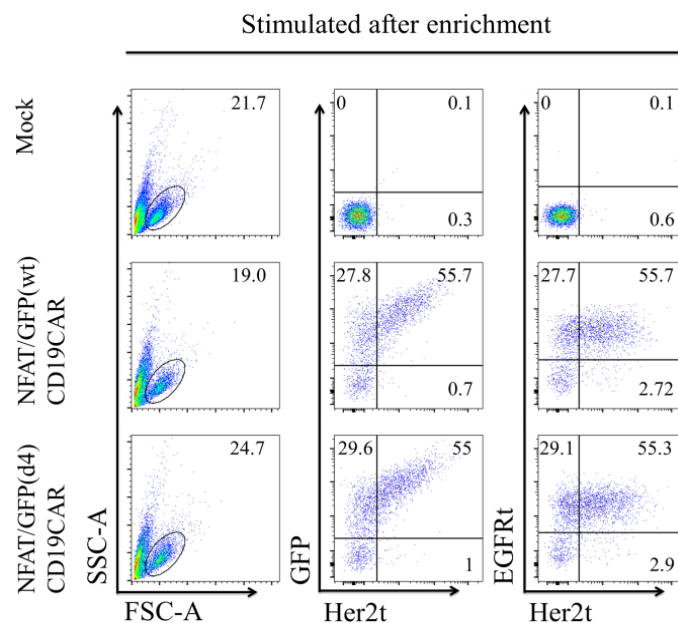 Stimulated after enrichment
Mock
21.7
0 0.1
0.3
0 0.1
0.6
NFAT/GFP(wt)
CD19CAR
19.0
27.8 55.7
0.7
27.7 55.7
2.72
NFAT/GFP(d4)
CD19CAR
24.7
29.6 55
1
29.1 55.3
2.9
SSC-A
GFP
EGFRt
FSC-A
Her2t
Her2t